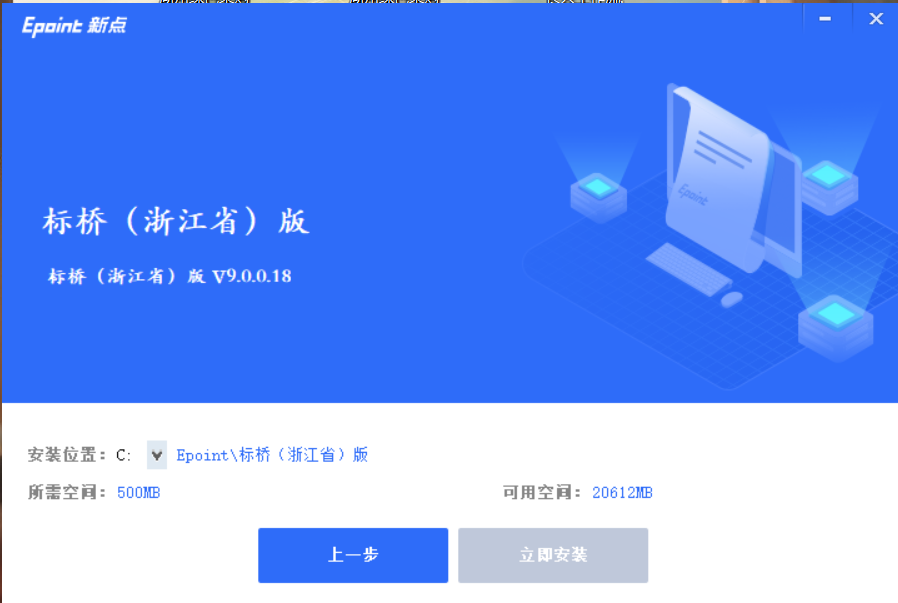 Epoint 新点
Epoint
标桥（浙江省）版
标桥（浙江省）版 V9.0.0.18
安装位置： C: Epoint\标桥（浙江省）版
所需空间： 500MB 可用空间： 20612MB
上一步 立即安装